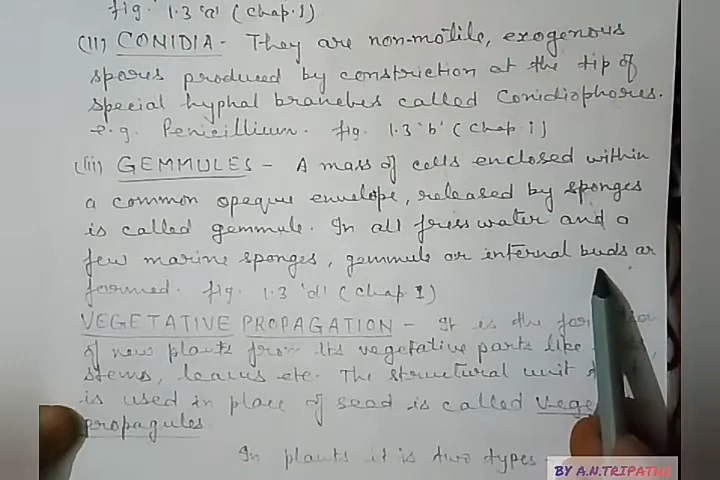 fig. 1.3 'a' (Chap. 1)
(ii) CONIDIA - They are non-motile, exogenous
spores produced by constriction at the tip of
special hyphal branches called Conidiophores.
e.g. Penicillium. fig. 1.3 'b' (Chap. 1)
(iii) GEMMULES - A mass of cells enclosed within
a common opaque envelope, released by sponges
is called gemmule. In all fress water and a
few marine sponges, gemmule or internal buds ar
formed. fig. 1.3 'd' (Chap. 1)
VEGETATIVE PROPAGATION - It is the
of new plants from its vegetative parts like
stems, leaves etc. The structural unit
is used in place of seed is called Vege
propagules
In plants it is two types -
BY A.N.TRIPATHI